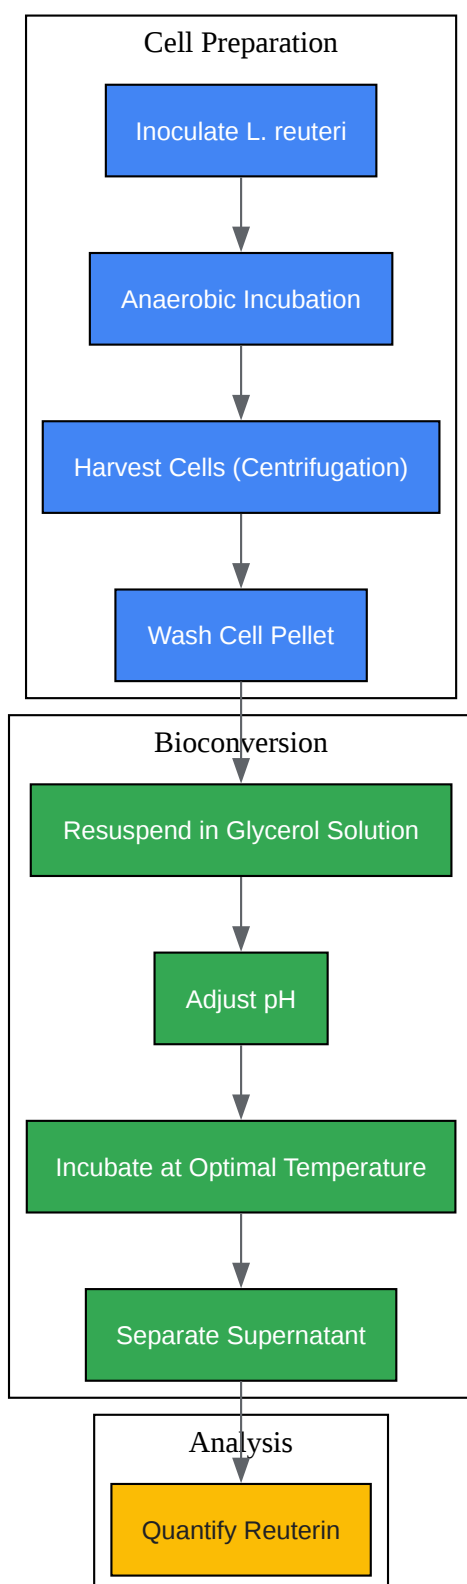 Cell Preparation
Inoculate L. reuteri
Anaerobic Incubation
Harvest Cells (Centrifugation)
Wash Cell Pellet
Bioconversion
Resuspend in Glycerol Solution
Adjust pH
Incubate at Optimal Temperature
Separate Supernatant
Analysis
Quantify Reuterin